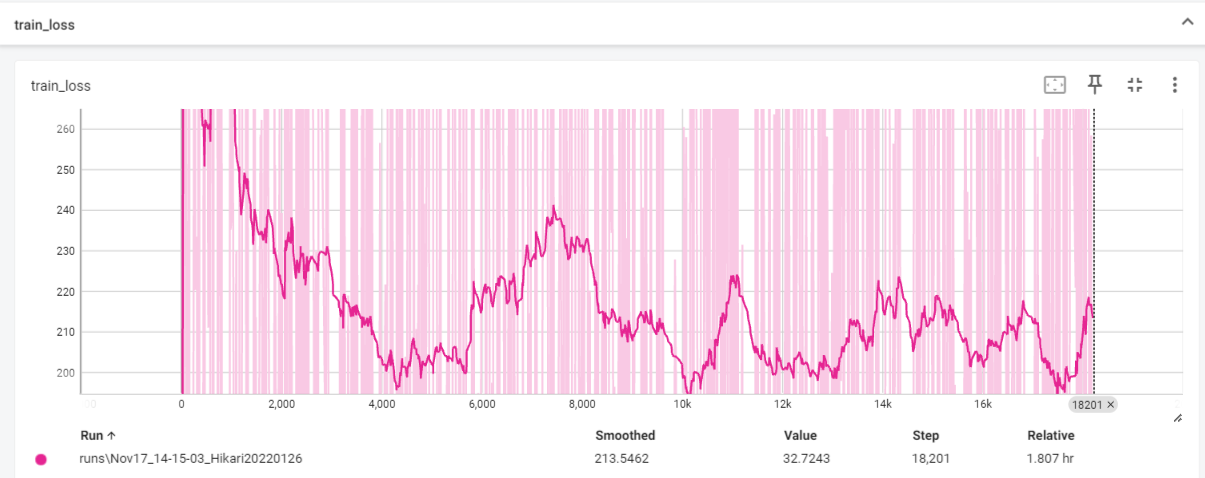 train_loss
train_loss
260
250
240
230
220
210
200
0 2,000 4,000 6,000 8,000 10k 12k 14k 16k 18201 ×
Run ↑ Smoothed Value Step Relative
runs\Nov17_14-15-03_Hikari20220126 213.5462 32.7243 18,201 1.807 hr